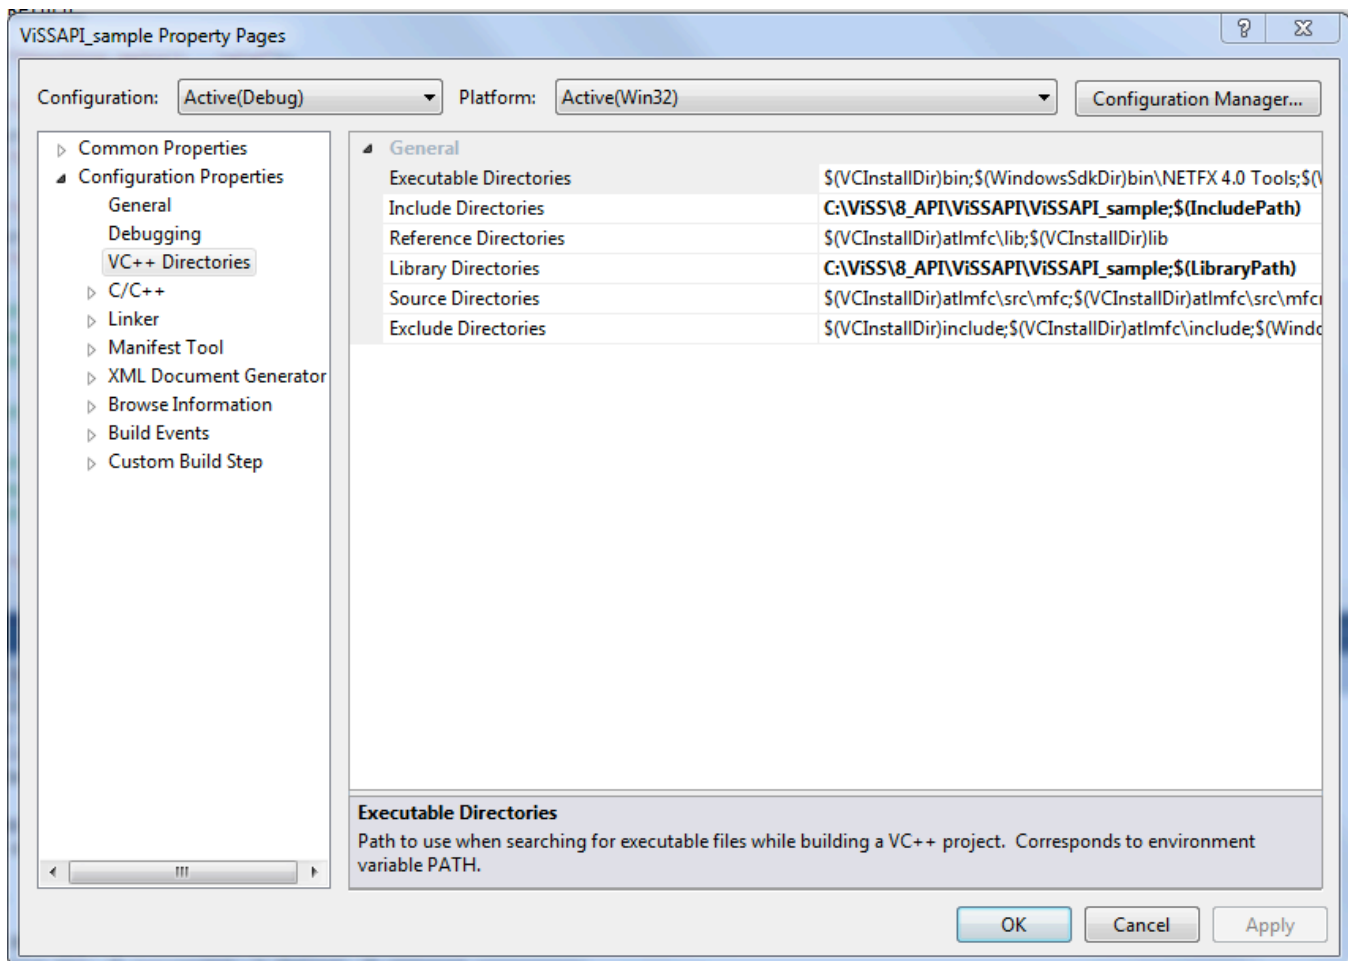 ViSSAPI_sample Property Pages
Configuration: Active(Debug) Platform: Active(Win32) Configuration Manager...
Common Properties
Configuration Properties
General
Debugging
VC++ Directories
C/C++
Linker
Manifest Tool
XML Document Generator
Browse Information
Build Events
Custom Build Step
General
Executable Directories $(VCInstallDir)bin;$(WindowsSdkDir)bin\NETFX 4.0 Tools;$(
Include Directories C:\ViSS\8_API\ViSSAPI\ViSSAPI_sample;$(IncludePath)
Reference Directories $(VCInstallDir)atlmfc\lib;$(VCInstallDir)lib
Library Directories C:\ViSS\8_API\ViSSAPI\ViSSAPI_sample;$(LibraryPath)
Source Directories $(VCInstallDir)atlmfc\src\mfc;$(VCInstallDir)atlmfc\src\mfc
Exclude Directories $(VCInstallDir)include;$(VCInstallDir)atlmfc\include;$(Wind
Executable Directories
Path to use when searching for executable files while building a VC++ project. Corresponds to environment
variable PATH.
OK Cancel Apply